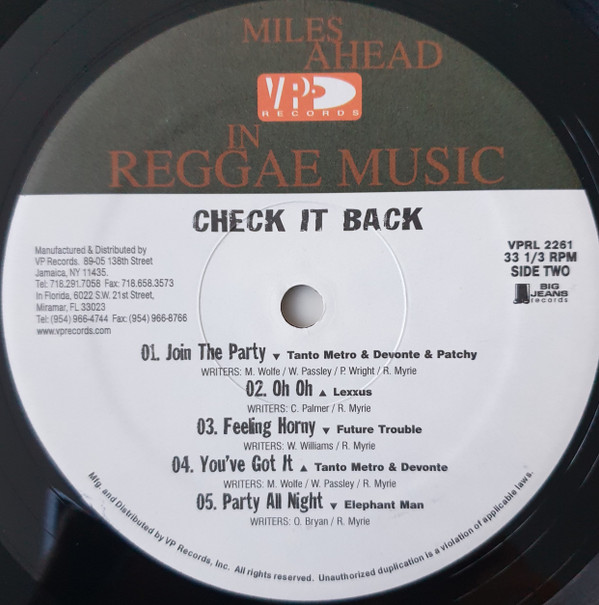 MILES
AHEAD
VP
RECORDS
IN
REGGAE MUSIC
CHECK IT BACK
Manufactured & Distributed by
VP Records. 89-05 138th Street
Jamaica, NY 11435.
Tel: 718.291.7058 Fax: 718.658.3573
In Florida, 6022 S.W. 21st Street,
Miramar, FL 33023
Tel: (954) 966-4744 Fax: (954) 966-8766
www.vprecords.com
VPRL 2261
33 1/3 RPM
SIDE TWO
BIG
JEANS
records
01. Join The Party ▼ Tanto Metro & Devonte & Patchy
WRITERS: M. Wolfe / W. Passley / P. Wright / R. Myrie
02. Oh Oh ▲ Lexxus
WRITERS: C. Palmer / R. Myrie
03. Feeling Horny ▼ Future Trouble
WRITERS: W. Williams / R. Myrie
04. You've Got It ▲ Tanto Metro & Devonte
WRITERS: M. Wolfe / W. Passley / R. Myrie
05. Party All Night ▼ Elephant Man
WRITERS: O. Bryan / R. Myrie
Mfg. and Distributed by VP Records, Inc. All rights reserved. Unauthorized duplication is a violation of applicable laws.